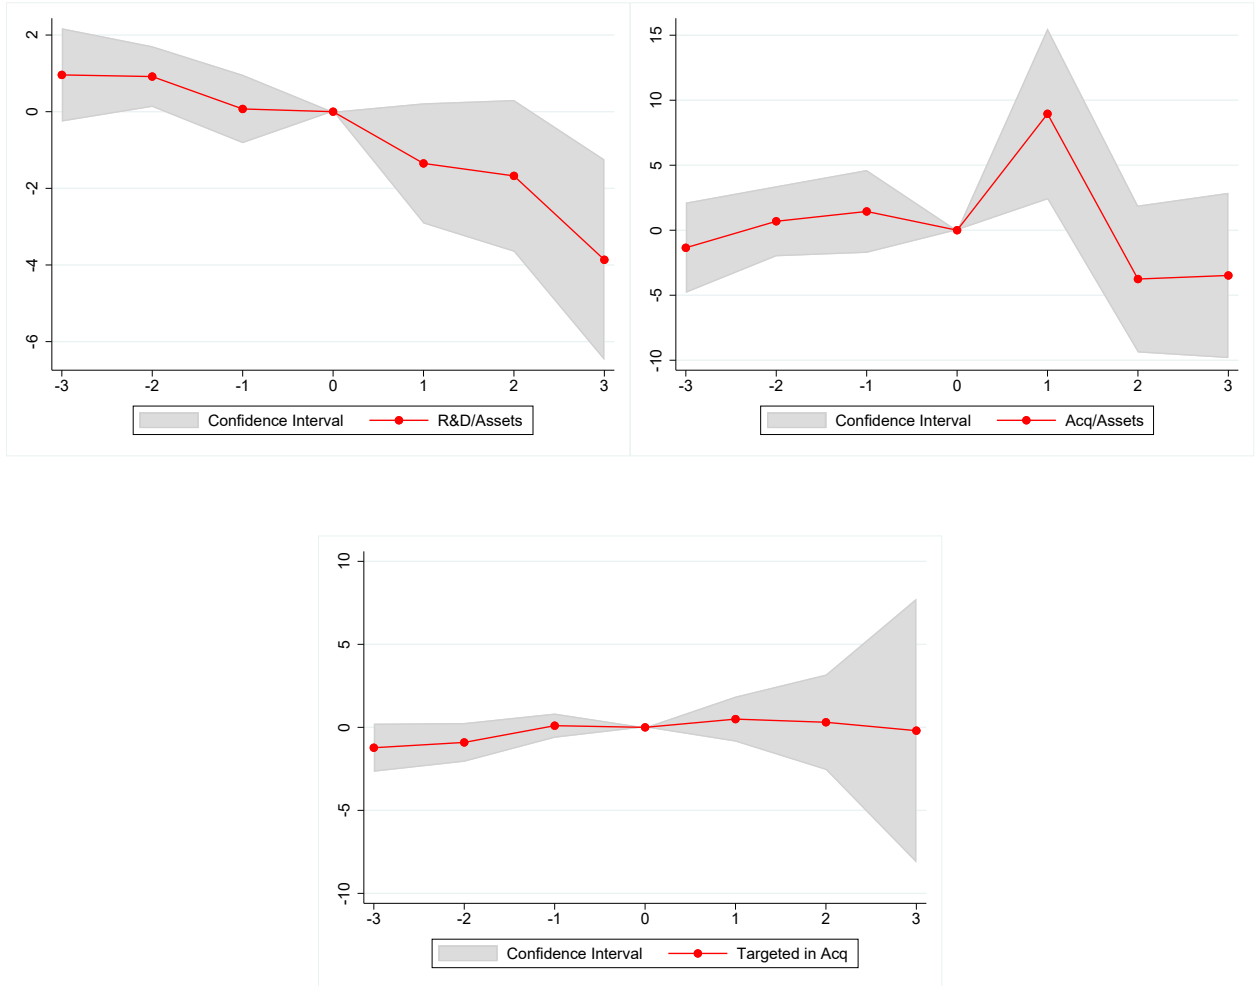 2
0
-2
-4
-6
-3 -2 -1 0 1 2 3
Confidence Interval R&D/Assets
15
10
5
0
-5
-10
-3 -2 -1 0 1 2 3
Confidence Interval Acq/Assets
10
5
0
-5
-10
-3 -2 -1 0 1 2 3
Confidence Interval Targeted in Acq